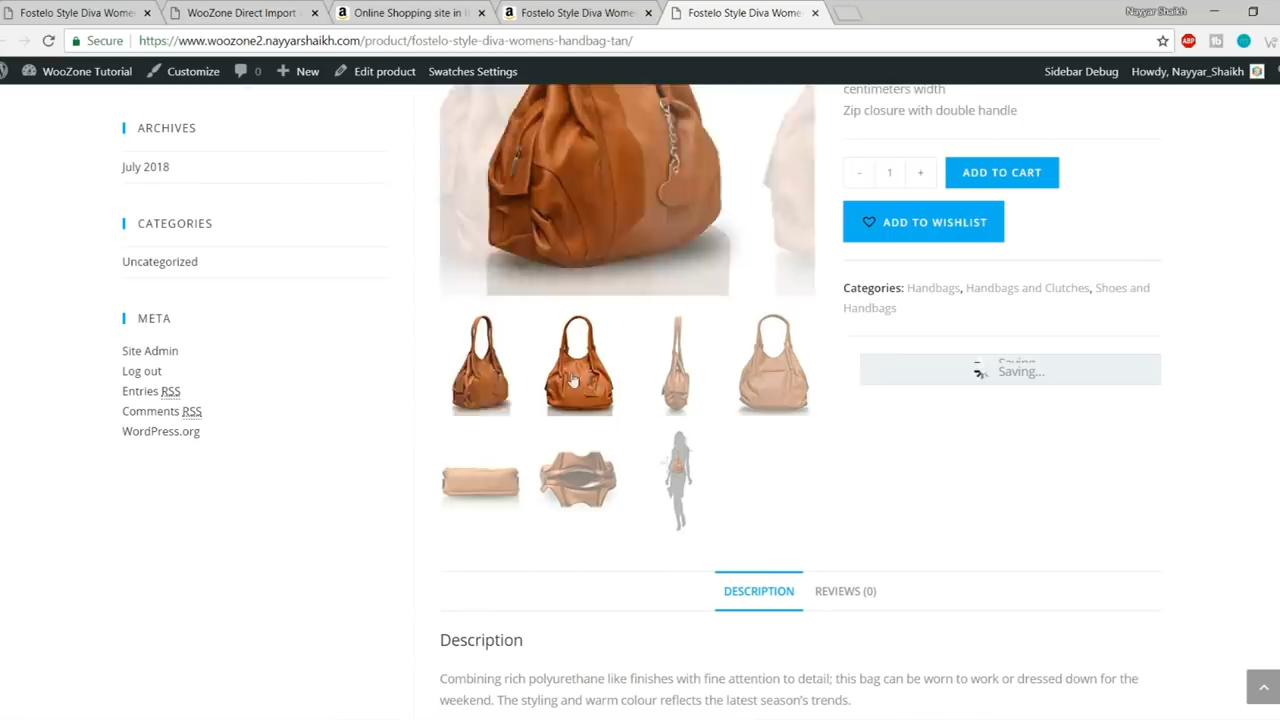 Fostelo Style Diva Wome
WooZone Direct Import -
Online Shopping site in I
Fostelo Style Diva Wome
Fostelo Style Diva Wome
Nayyar Shaikh
Secure
https://www.woozone2.nayyarshaikh.com/product/fostelo-style-diva-womens-handbag-tan/
ABP
WooZone Tutorial
Customize
0
New
Edit product
Swatches Settings
Sidebar Debug
Howdy, Nayyar_Shaikh
ARCHIVES
July 2018
CATEGORIES
Uncategorized
META
Site Admin
Log out
Entries RSS
Comments RSS
WordPress.org
centimeters width
Zip closure with double handle
- 1 +
ADD TO CART
ADD TO WISHLIST
Categories: Handbags, Handbags and Clutches, Shoes and
Handbags
Saving...
Saving...
DESCRIPTION
REVIEWS (0)
Description
Combining rich polyurethane like finishes with fine attention to detail; this bag can be worn to work or dressed down for the
weekend. The styling and warm colour reflects the latest season's trends.